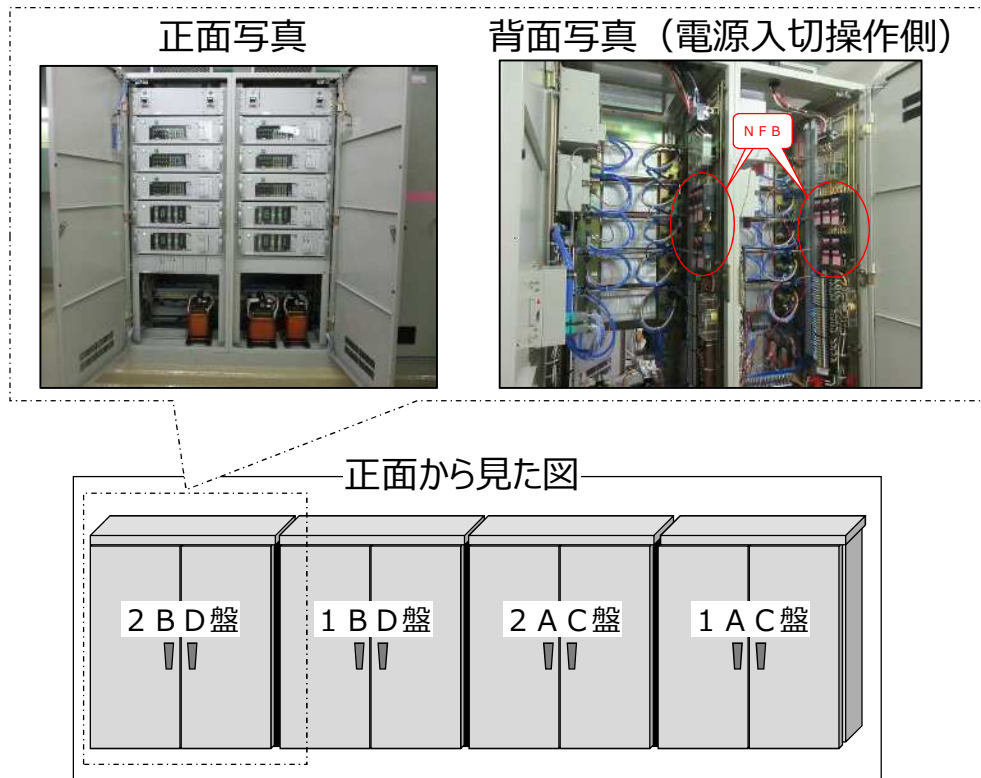 正面写真
背面写真（電源入切操作側）
ＮＦＢ
正面から見た図
２ＢＤ盤
１ＢＤ盤
２ＡＣ盤
１ＡＣ盤